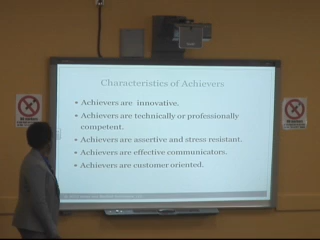 Characteristics of Achievers
• Achievers are innovative.
• Achievers are technically or professionally
competent.
• Achievers are assertive and stress resistant.
• Achievers are effective communicators.
• Achievers are customer oriented.